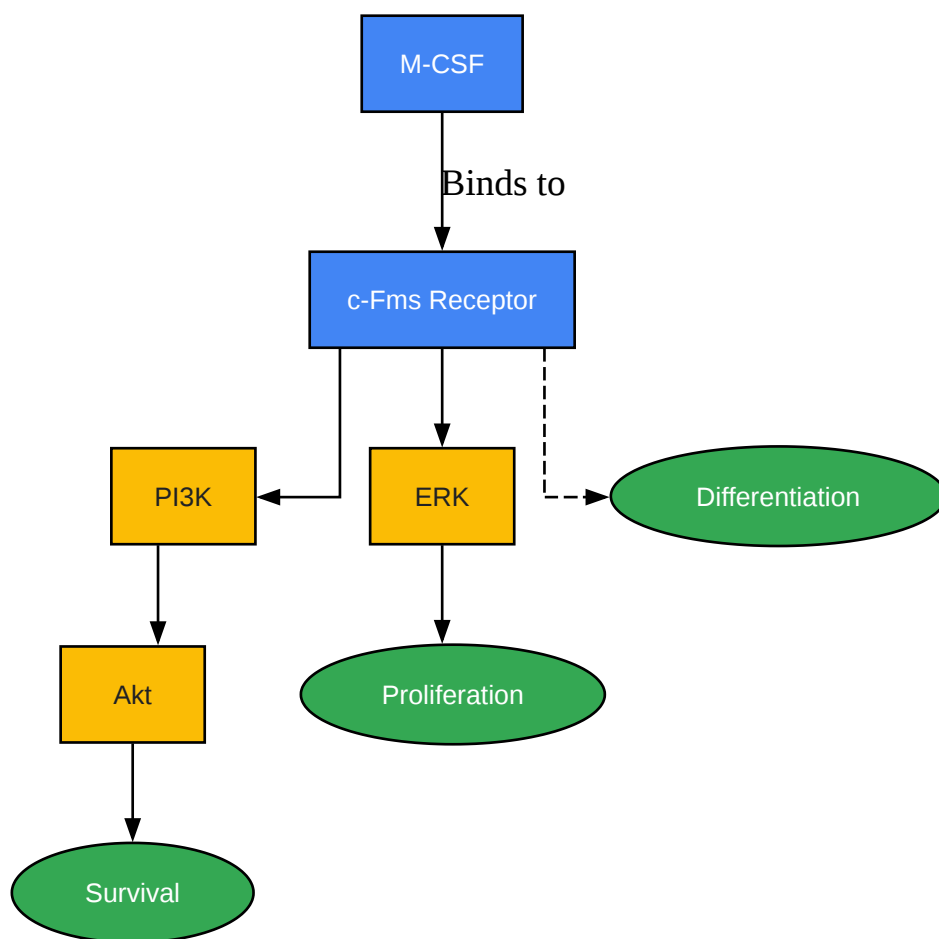 M-CSF
Binds to
c-Fms Receptor
PI3K
ERK
Differentiation
Akt
Proliferation
Survival